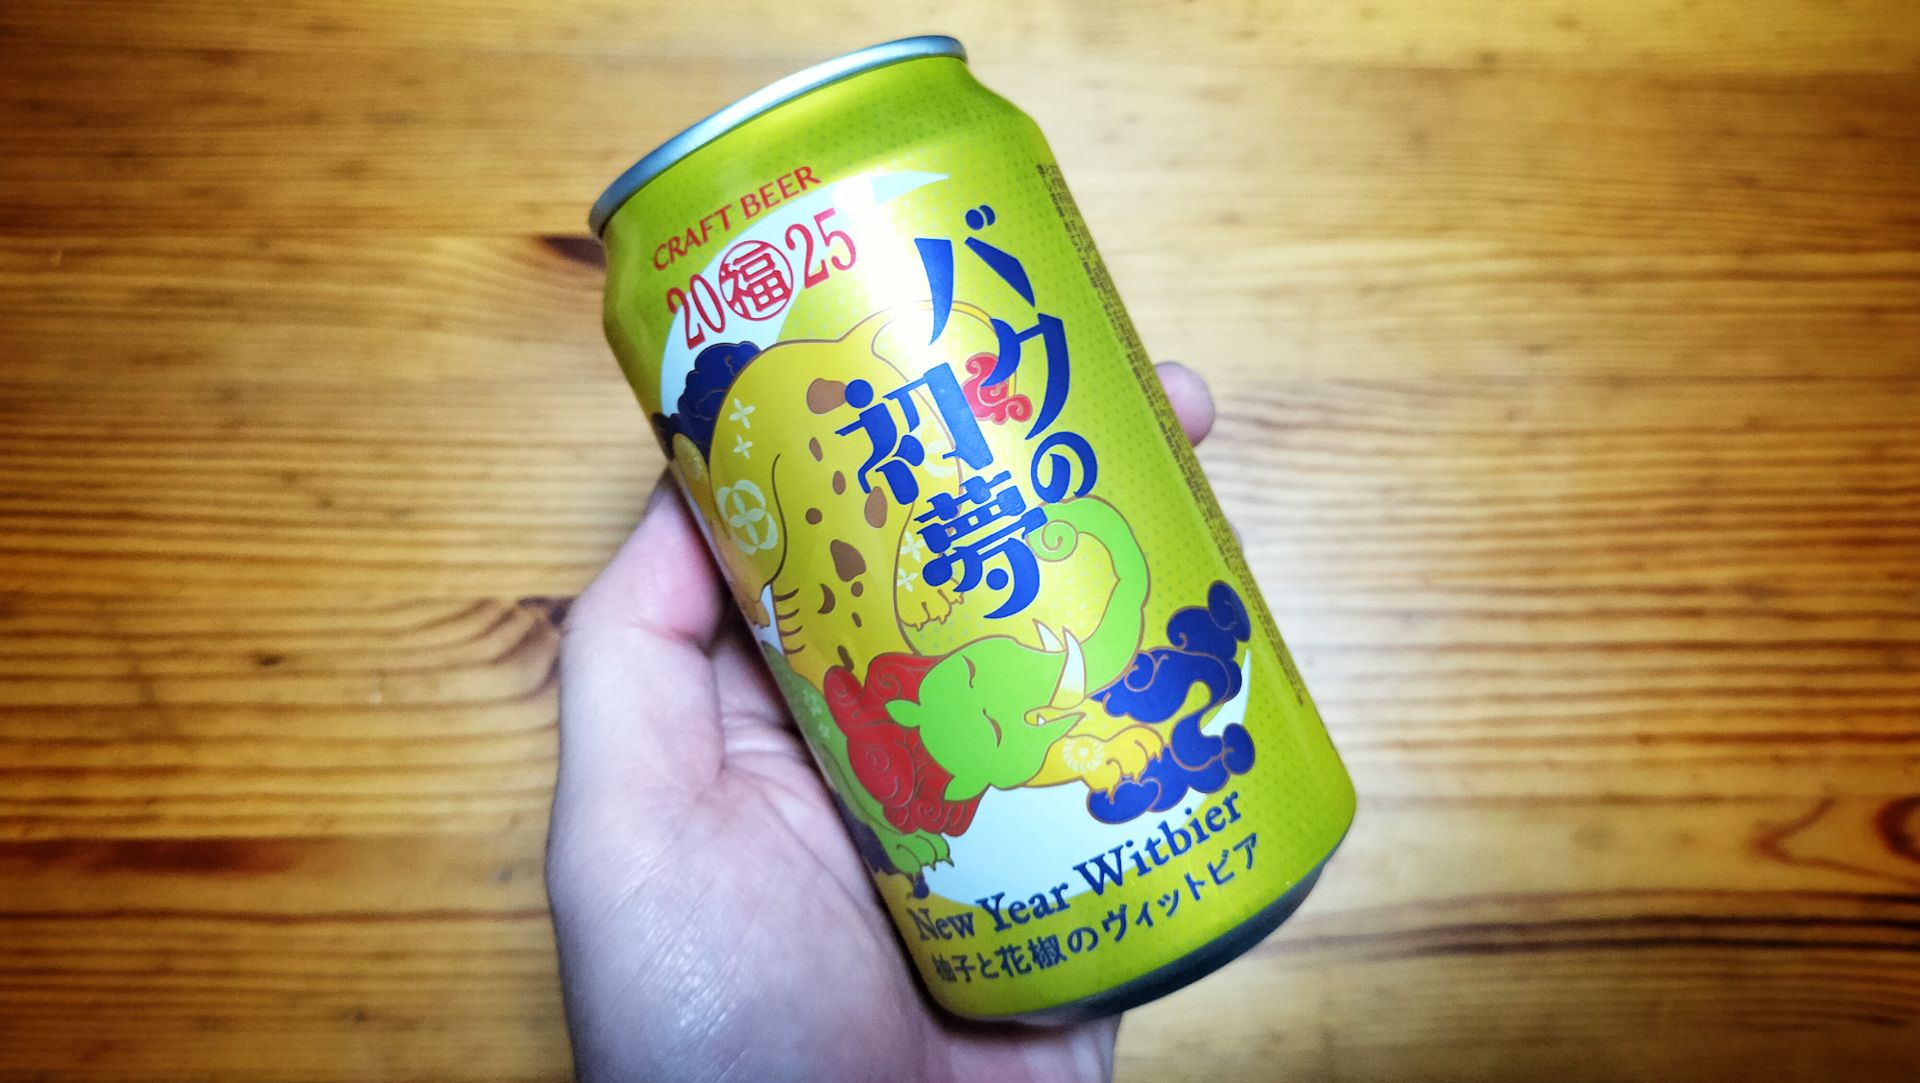 CRAFT BEER
20福25
バクの
初夢
New Year Witbier
柚子と花椒のヴィットビア